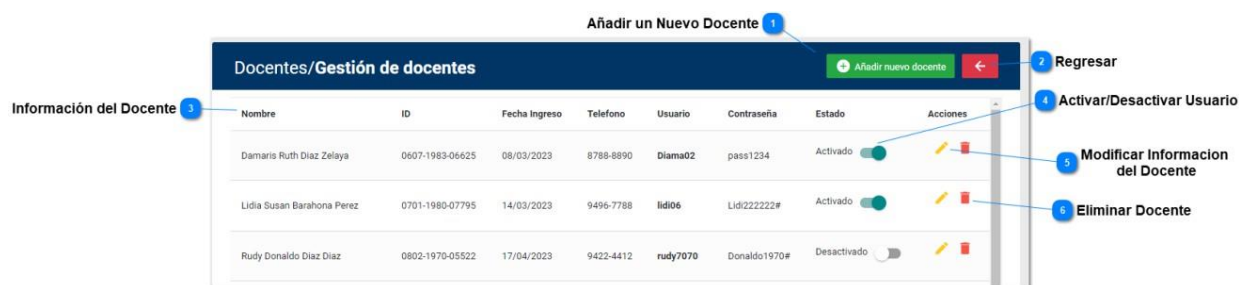 Añadir un Nuevo Docente 1
Docentes/Gestión de docentes
Añadir nuevo docente
2 Regresar
Información del Docente 3
4 Activar/Desactivar Usuario
Nombre ID Fecha Ingreso Telefono Usuario Contraseña Estado Acciones
Damaris Ruth Diaz Zelaya 0607-1983-06625 08/03/2023 8788-8890 Diama02 pass1234 Activado
5 Modificar Informacion
del Docente
Lidia Susan Barahona Perez 0701-1980-07795 14/03/2023 9496-7788 lidi06 Lidi222222# Activado
6 Eliminar Docente
Rudy Donaldo Diaz Diaz 0802-1970-05522 17/04/2023 9422-4412 rudy7070 Donaldo1970# Desactivado